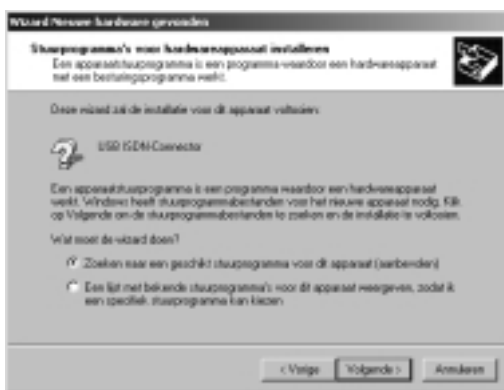 Wizard Nieuwe hardware gevonden
Stuurprogramma's voor hardwareapparaat installeren
Een apparaatstuurprogramma is een programma waardoor een hardwareapparaat
met een besturingsprogramma werkt.
Deze wizard zal de installatie voor dit apparaat voltooien:
USB ISDN-Connector
Een apparaatstuurprogramma is een programma waardoor een hardwareapparaat
werkt. Windows heeft stuurprogrammabestanden voor het nieuwe apparaat nodig. Klik
op Volgende om de stuurprogrammabestanden te zoeken en de installatie te voltooien.
Wat moet de wizard doen?
Zoeken naar een geschikt stuurprogramma voor dit apparaat (aanbevolen)
Een lijst met bekende stuurprogramma's voor dit apparaat weergeven, zodat ik
een specifiek stuurprogramma kan kiezen
< Vorige
Volgende >
Annuleren